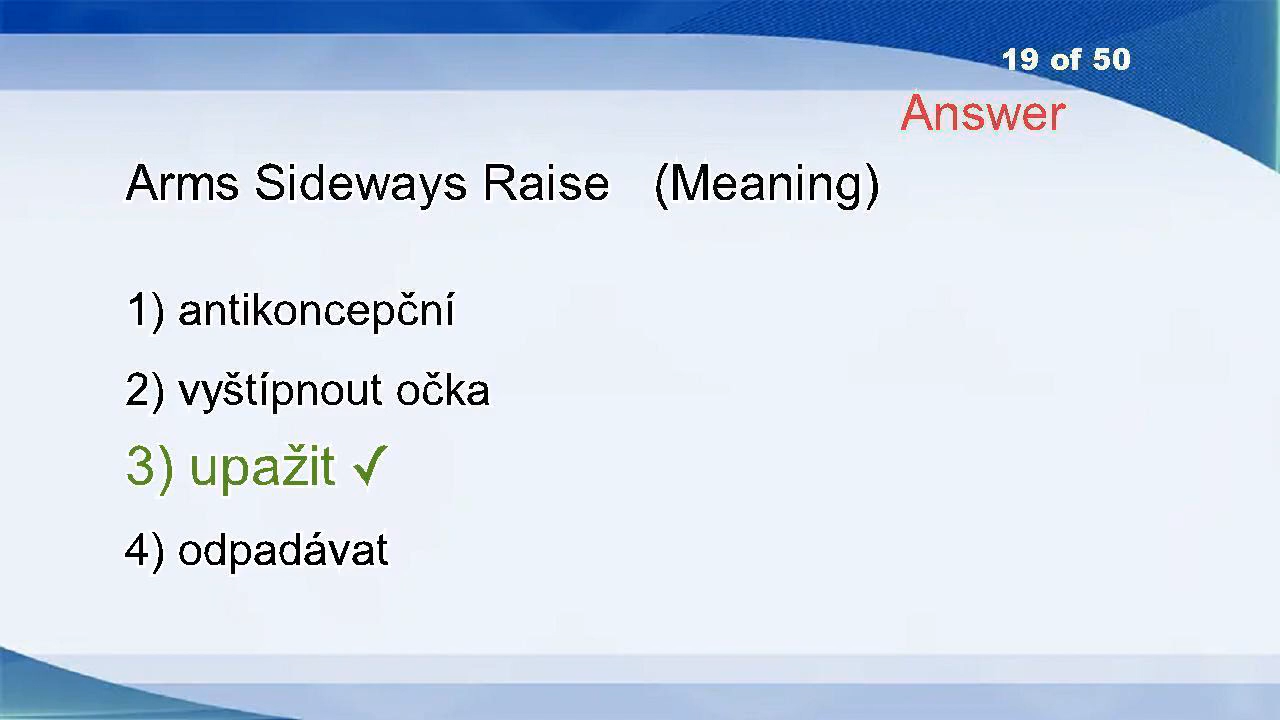 19 of 50
Answer
Arms Sideways Raise (Meaning)
1) antikoncepční
2) vyštípnout očka
3) upažit ✓
4) odpadávat